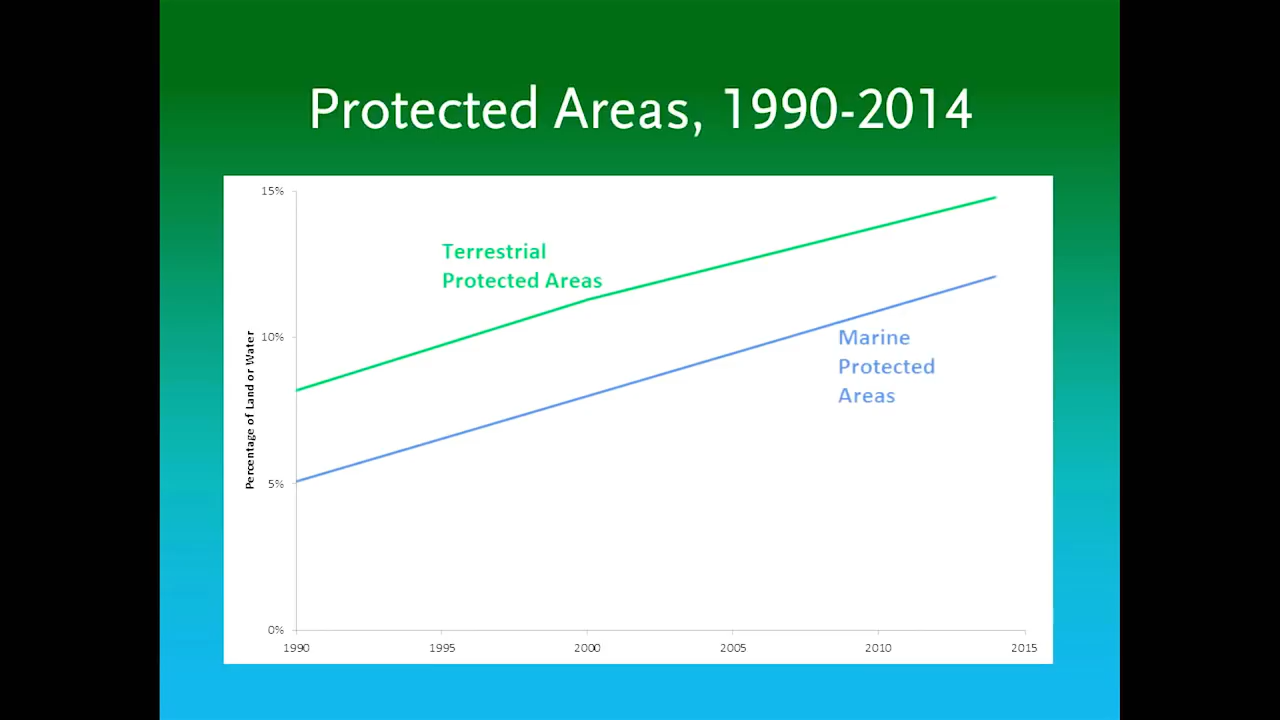 Protected Areas, 1990-2014
15%
Terrestrial
Protected Areas
10%
Marine
Protected
Areas
Percentage of Land or Water
5%
0%
1990 1995 2000 2005 2010 2015